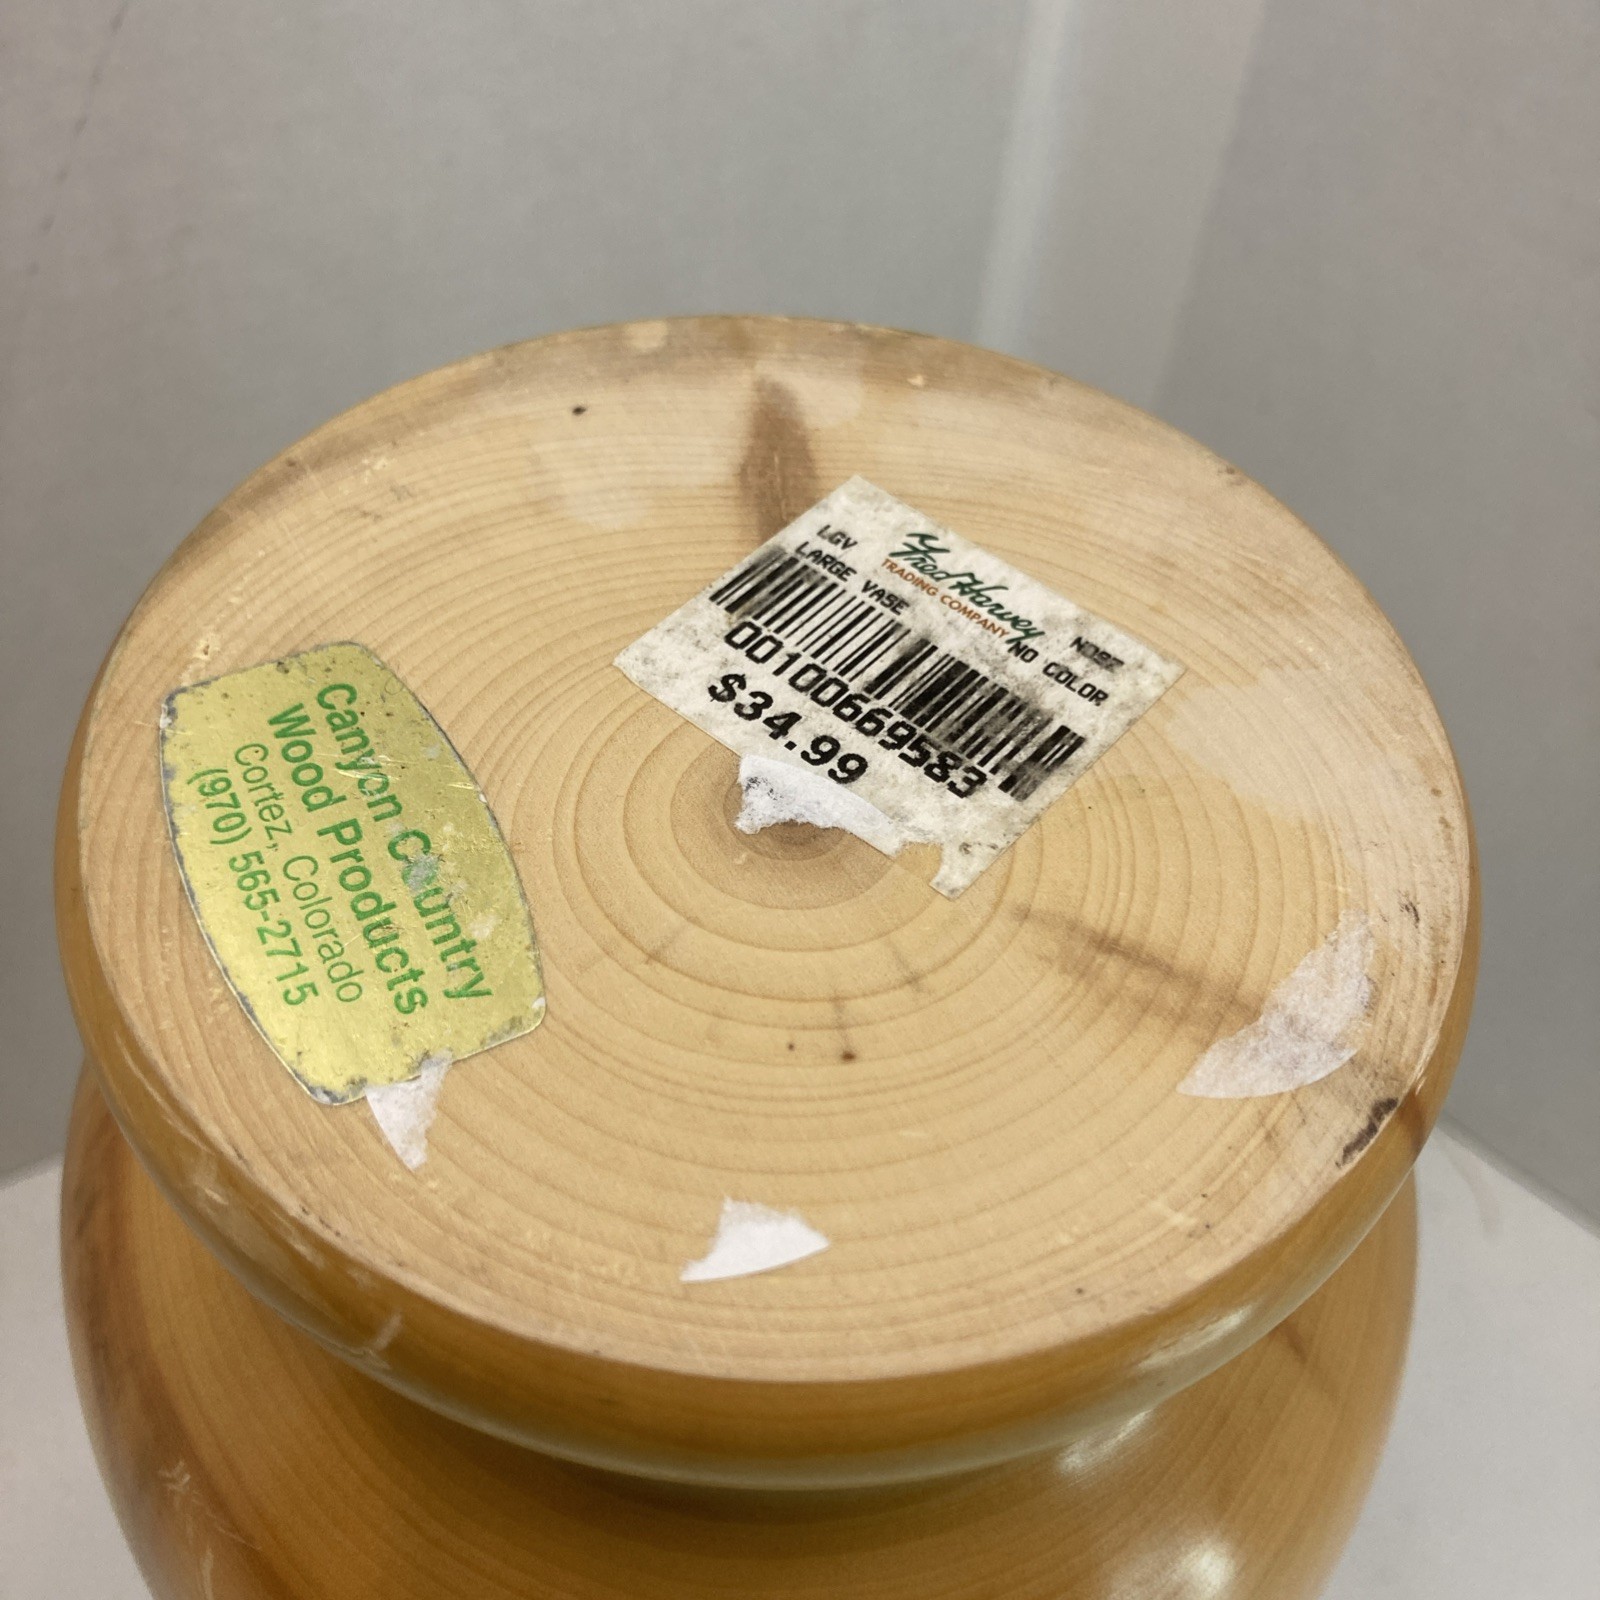 Canyon Country
Wood Products
Cortez, Colorado
(970) 565-2715
Fred Harvey
TRADING COMPANY
LGV
LARGE VASE
NO COLOR
00100669583
$34.99